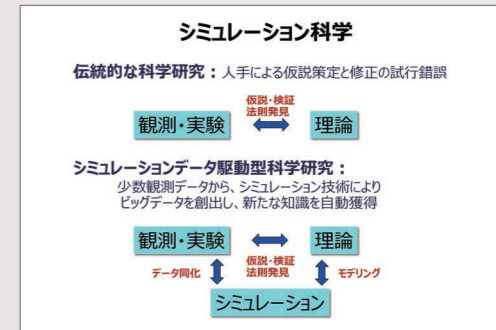 シミュレーション科学
伝統的な科学研究：人手による仮説策定と修正の試行錯誤
仮説・検証
法則発見
観測・実験
理論
シミュレーションデータ駆動型科学研究：
少数観測データから、シミュレーション技術により
ビッグデータを創出し、新たな知識を自動獲得
観測・実験
理論
仮説・検証
法則発見
データ同化
モデリング
シミュレーション